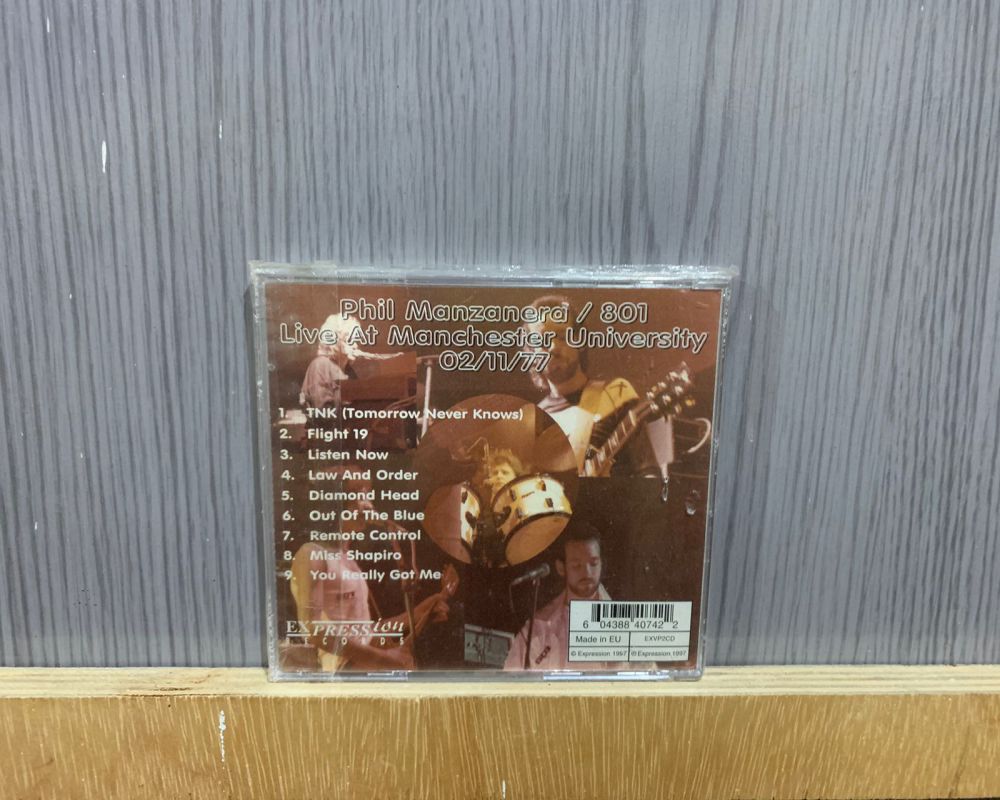 Phil Manzanera / 801
Live At Manchester University
02/11/77
1. TNK (Tomorrow Never Knows)
2. Flight 19
3. Listen Now
4. Law And Order
5. Diamond Head
6. Out Of The Blue
7. Remote Control
8. Miss Shapiro
9. You Really Got Me
EXPRESSion
RECORDS
6 04388 40742 2
Made in EU EXVP2CD
© Expression 1997 ℗ Expression 1997